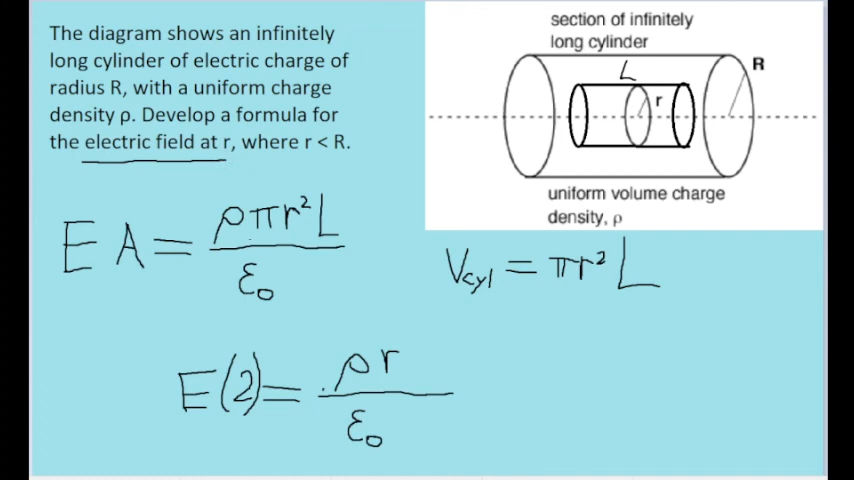 The diagram shows an infinitely
long cylinder of electric charge of
radius R, with a uniform charge
density ρ. Develop a formula for
the electric field at r, where r < R.
section of infinitely
long cylinder
L
R
r
uniform volume charge
density, ρ
E A = ρπr²L / ε₀
V_cyl = πr² L
E(2) = ρr / ε₀